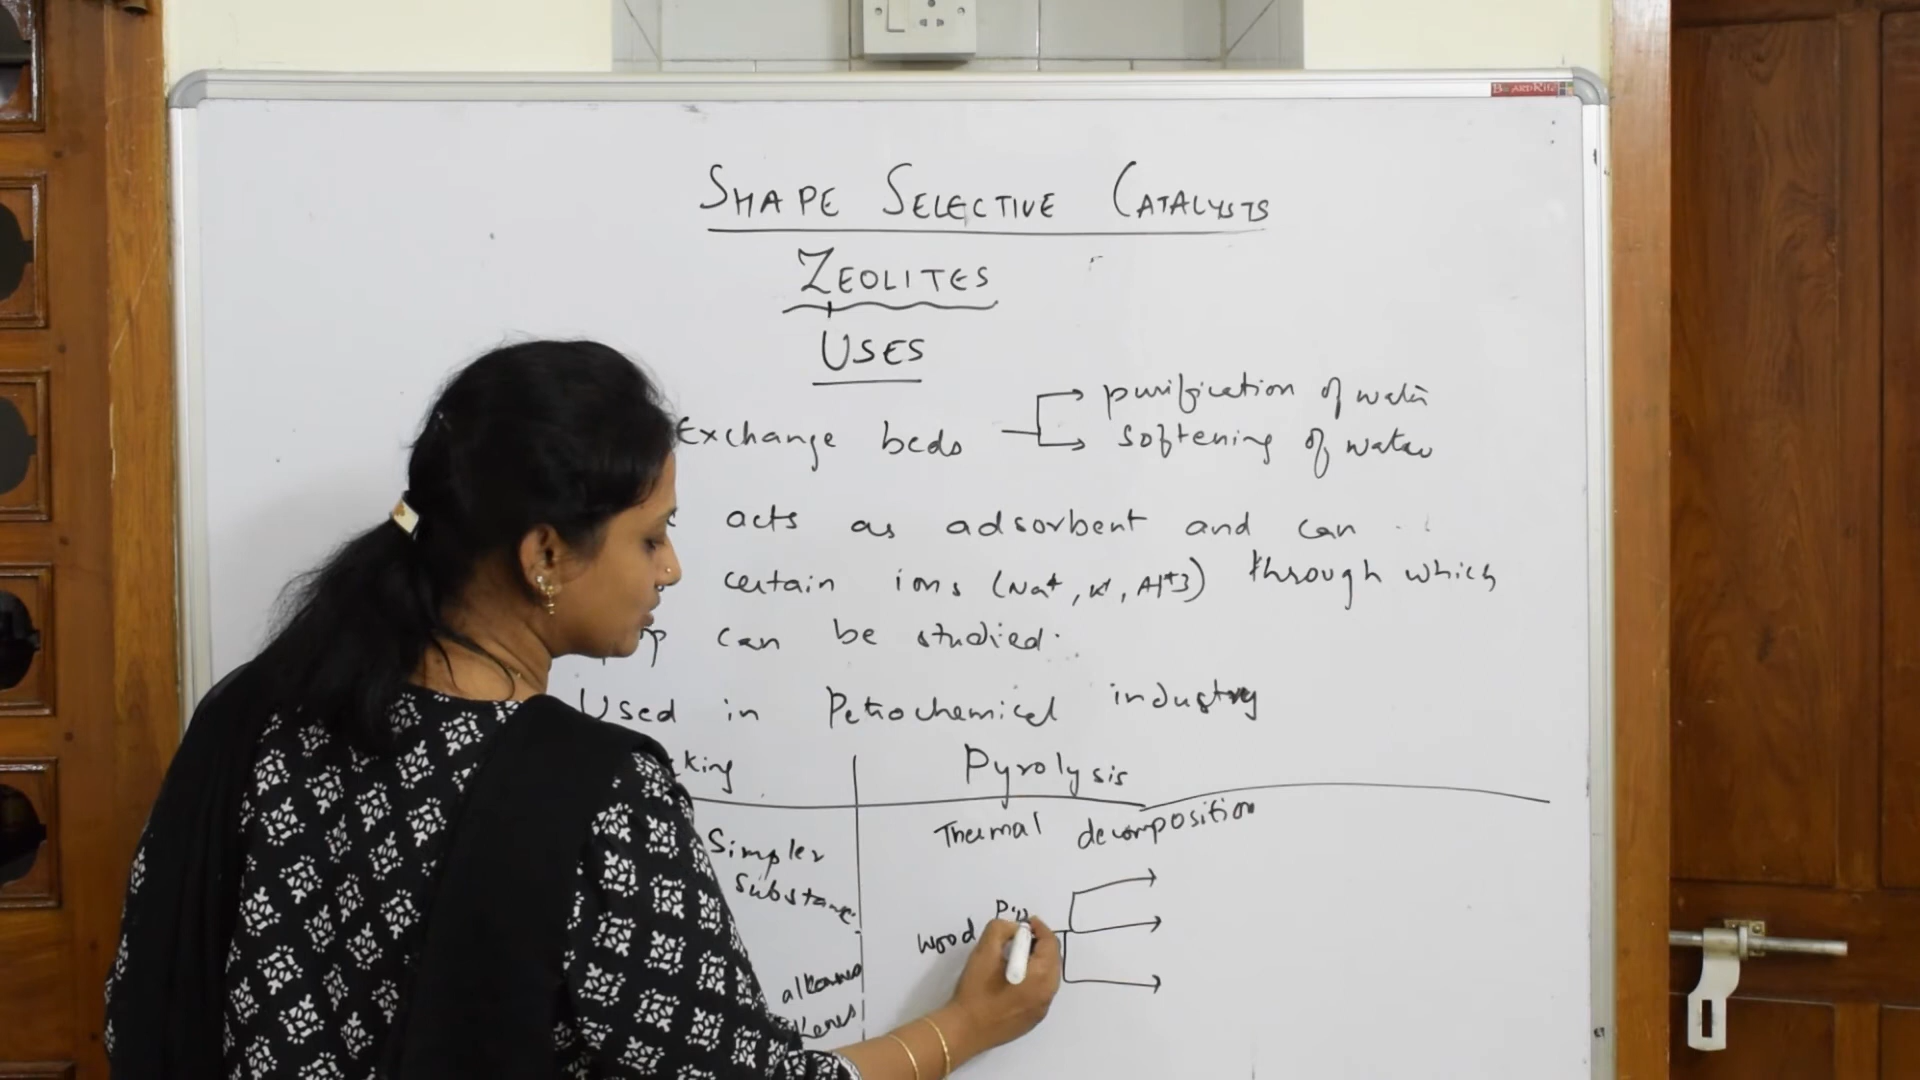 SHAPE SELECTIVE CATALYSTS
ZEOLITES
USES
Exchange beds
purification of water
softening of water
acts as adsorbent and can
certain ions (Na+, K+, Al+3) through which
can be studied.
Used in Petrochemical industry
Pyrolysis
Simpler
Substance
Thermal decomposition
wood
alkanes